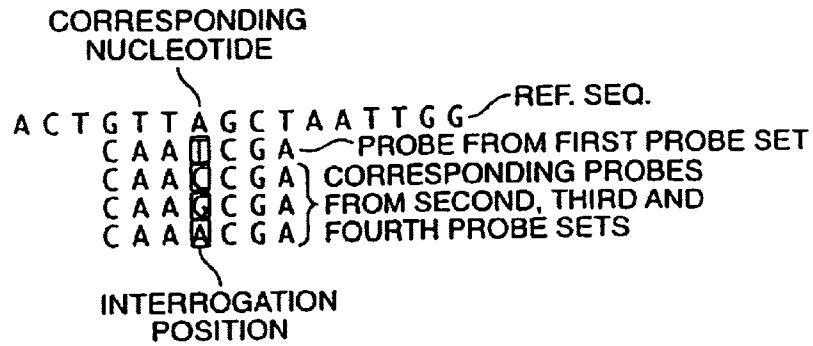 CORRESPONDING
NUCLEOTIDE
REF. SEQ.
A C T G T T A G C T A A T T G G
C A A T C G A PROBE FROM FIRST PROBE SET
C A A C C G A CORRESPONDING PROBES
C A A G C G A FROM SECOND, THIRD AND
C A A A C G A FOURTH PROBE SETS
INTERROGATION
POSITION